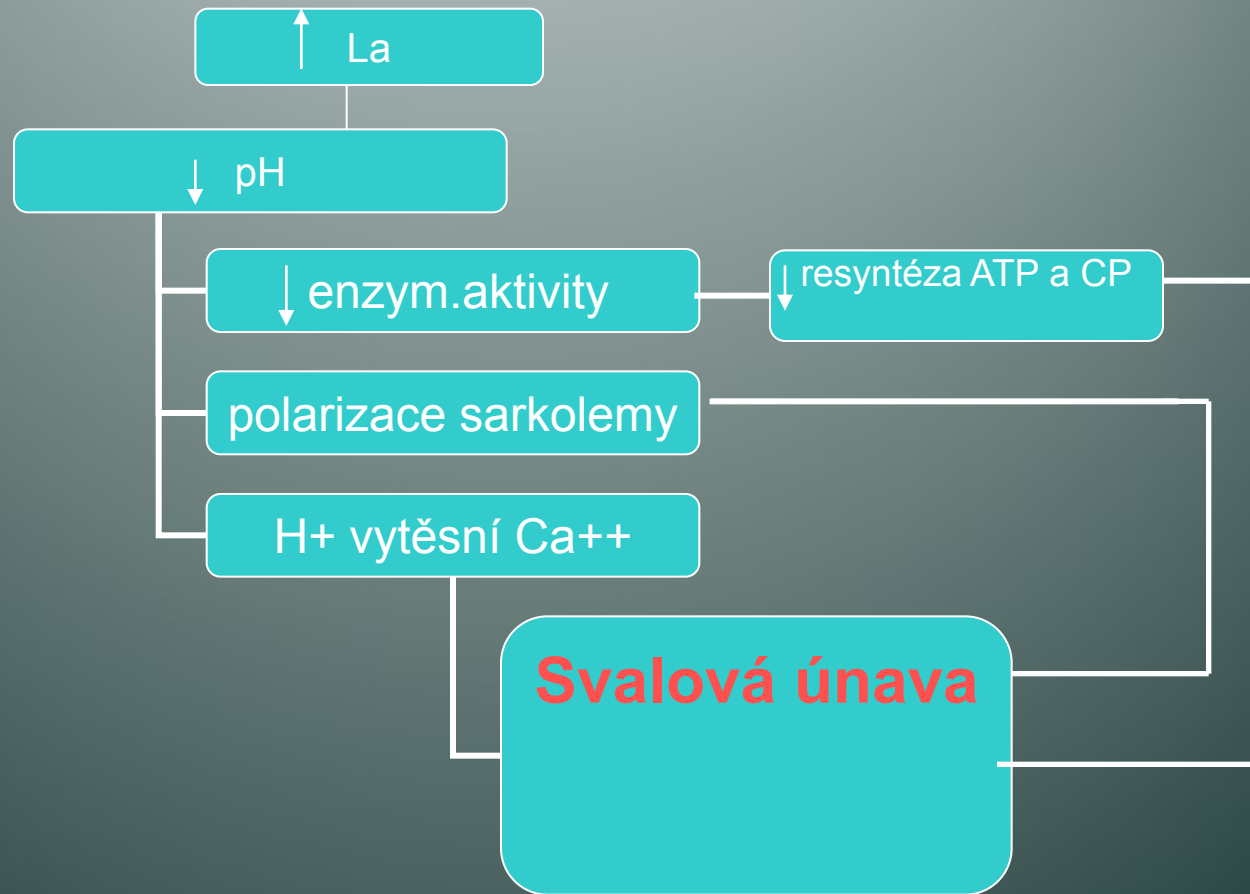 ↑ La
↓ pH
↓ enzym.aktivity
↓ resyntéza ATP a CP
polarizace sarkolemy
H+ vytěsní Ca++
Svalová únava